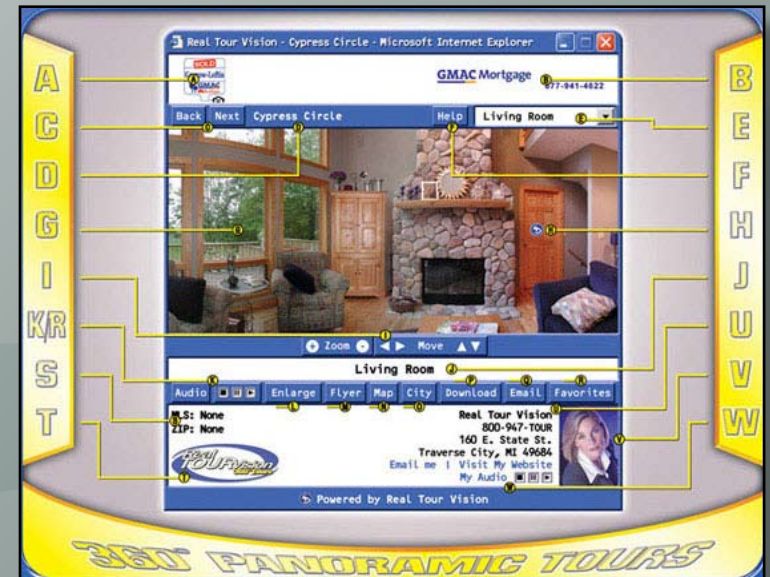 Real Tour Vision - Cypress Circle - Microsoft Internet Explorer
SOLD
GMAC
A
GMAC Mortgage
B
877-941-4622
Back Next Cypress Circle Help Living Room
C D F E
A
C
D
G
I
K/R
S
T
B
E
F
H
J
U
V
W
H
I
+ Zoom - Move
Living Room J
K P Q R
Audio Enlarge Flyer Map City Download Email Favorites
L M N O
MLS: None
ZIP: None
S
Real Tour Vision U
800-947-TOUR
160 E. State St.
Traverse City, MI 49684
Email me | Visit My Website
My Audio
V
W
Real
TOURVision
T
Powered by Real Tour Vision
360° PANORAMIC TOURS